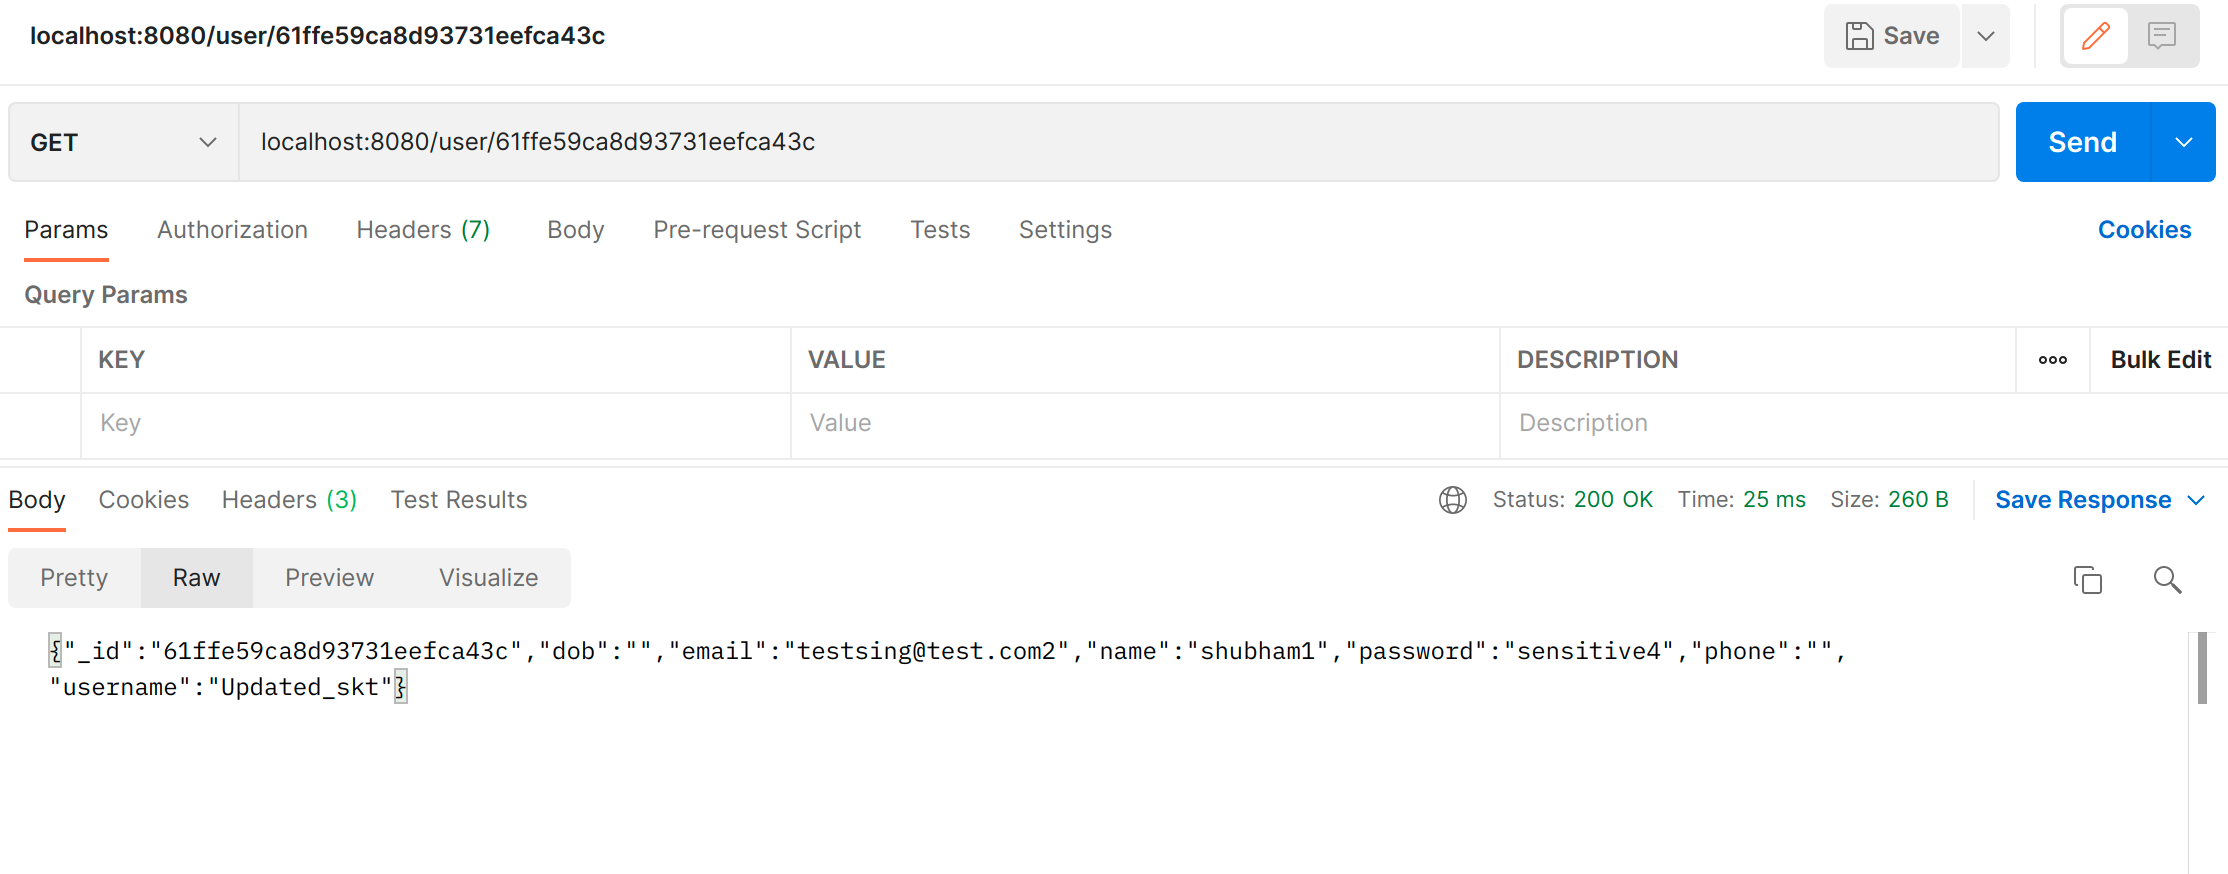 localhost:8080/user/61ffe59ca8d93731eefca43c
Save
GET localhost:8080/user/61ffe59ca8d93731eefca43c Send
Params Authorization Headers (7) Body Pre-request Script Tests Settings Cookies
Query Params
KEY VALUE DESCRIPTION Bulk Edit
Key Value Description
Body Cookies Headers (3) Test Results Status: 200 OK Time: 25 ms Size: 260 B Save Response
Pretty Raw Preview Visualize
{"_id":"61ffe59ca8d93731eefca43c","dob":"","email":"testsing@test.com2","name":"shubham1","password":"sensitive4","phone":"",
"username":"Updated_skt"}